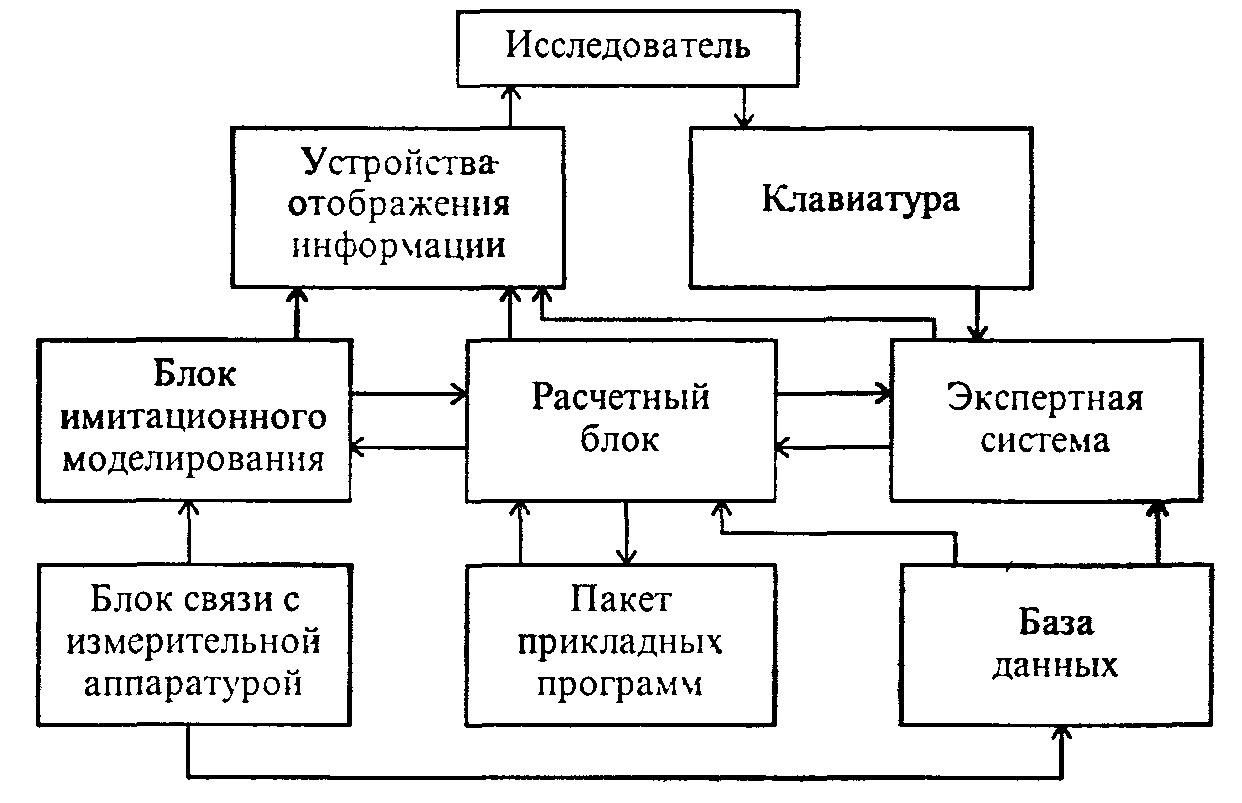 Исследователь
Устройства
отображения
информации
Клавиатура
Блок
имитационного
моделирования
Расчетный
блок
Экспертная
система
Блок связи с
измерительной
аппаратурой
Пакет
прикладных
программ
База
данных